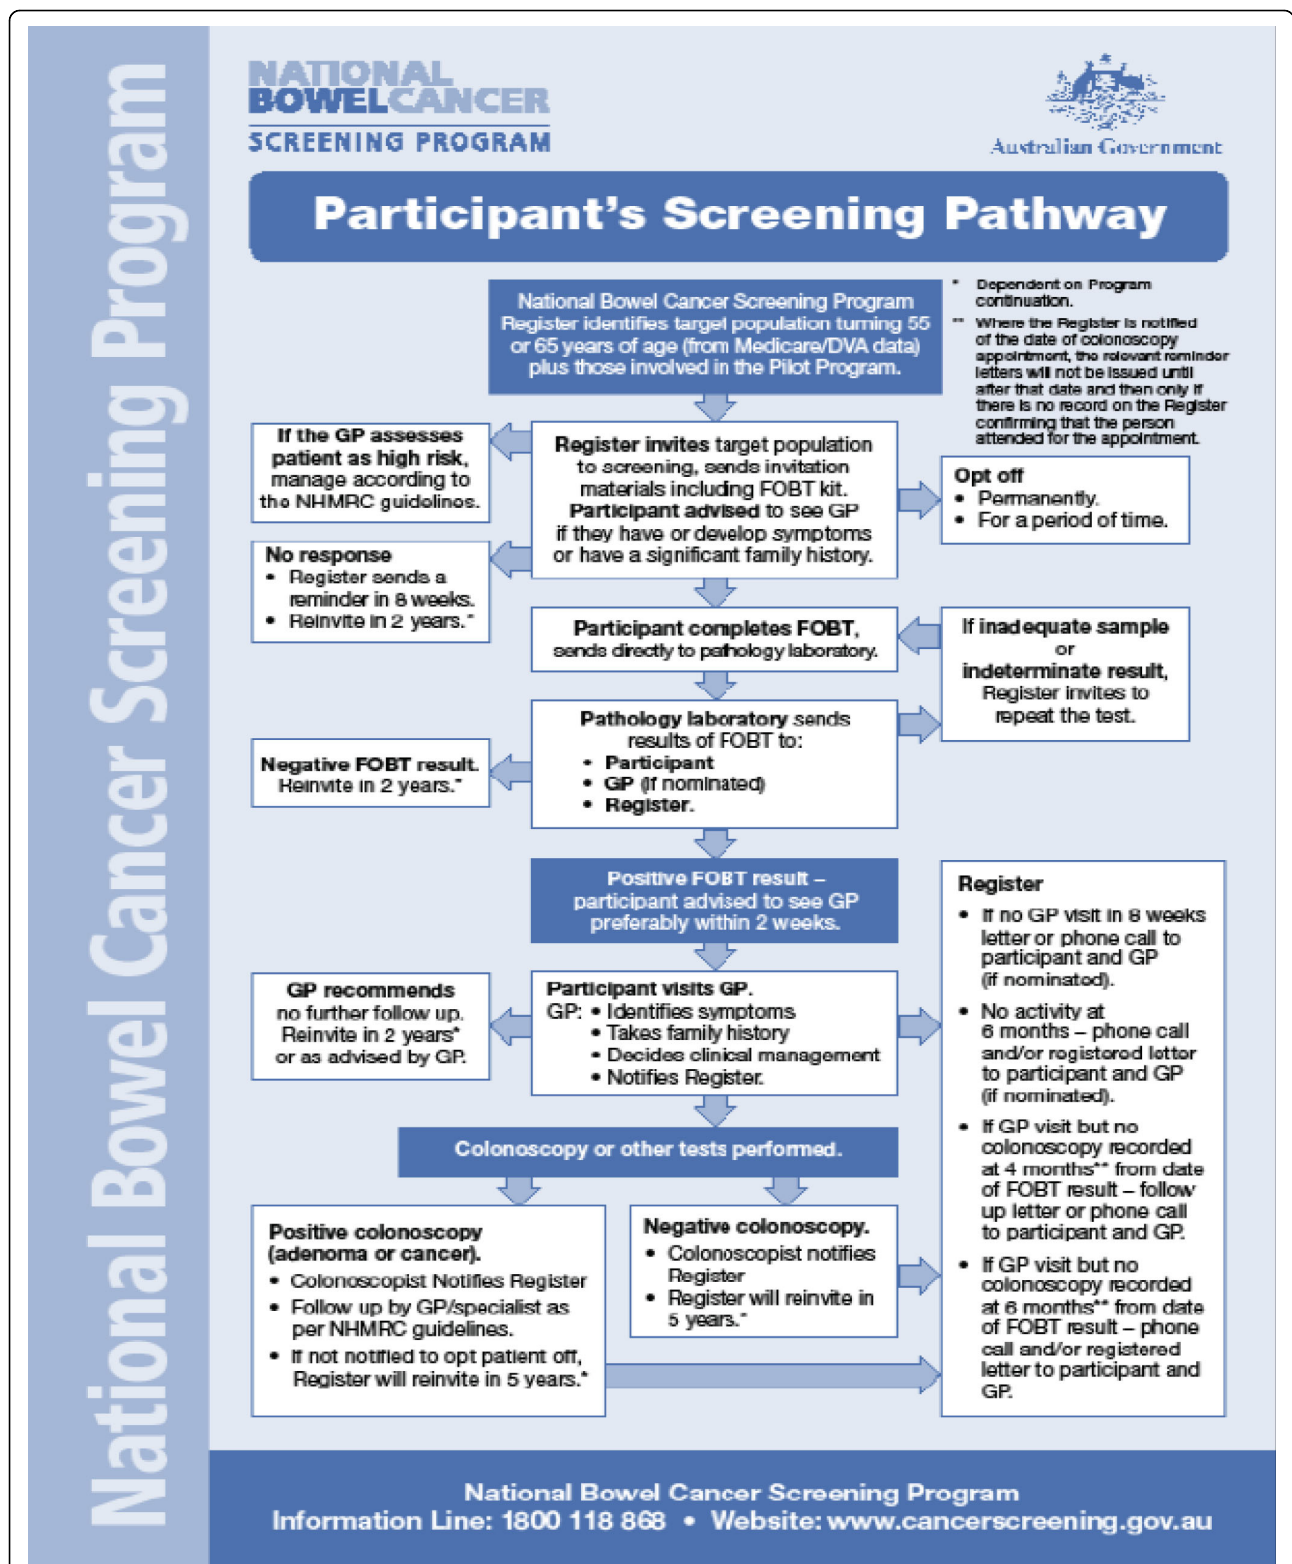 National Bowel Cancer Screening Program
NATIONAL
BOWELCANCER
SCREENING PROGRAM
Australian Government
Participant's Screening Pathway
National Bowel Cancer Screening Program
Register identifies target population turning 55
or 65 years of age (from Medicare/DVA data)
plus those involved in the Pilot Program.
* Dependent on Program
continuation.
** Where the Register is notified
of the date of colonoscopy
appointment, the relevant reminder
letters will not be issued until
after that date and then only if
there is no record on the Register
confirming that the person
attended for the appointment.
If the GP assesses
patient as high risk,
manage according to
the NHMRC guidelines.
Register invites target population
to screening, sends invitation
materials including FOBT kit.
Participant advised to see GP
if they have or develop symptoms
or have a significant family history.
Opt off
• Permanently.
• For a period of time.
No response
• Register sends a
reminder in 8 weeks.
• Reinvite in 2 years.*
Participant completes FOBT,
sends directly to pathology laboratory.
If inadequate sample
or
indeterminate result,
Register invites to
repeat the test.
Pathology laboratory sends
results of FOBT to:
• Participant
• GP (if nominated)
• Register.
Negative FOBT result.
Reinvite in 2 years.*
Positive FOBT result –
participant advised to see GP
preferably within 2 weeks.
Participant visits GP.
GP: • Identifies symptoms
• Takes family history
• Decides clinical management
• Notifies Register.
GP recommends
no further follow up.
Reinvite in 2 years*
or as advised by GP.
Register
• If no GP visit in 8 weeks
letter or phone call to
participant and GP
(if nominated).
• No activity at
6 months – phone call
and/or registered letter
to participant and GP
(if nominated).
• If GP visit but no
colonoscopy recorded
at 4 months** from date
of FOBT result – follow
up letter or phone call
to participant and GP.
• If GP visit but no
colonoscopy recorded
at 6 months** from date
of FOBT result – phone
call and/or registered
letter to participant and
GP.
Colonoscopy or other tests performed.
Positive colonoscopy
(adenoma or cancer).
• Colonoscopist Notifies Register
• Follow up by GP/specialist as
per NHMRC guidelines.
• If not notified to opt patient off,
Register will reinvite in 5 years.*
Negative colonoscopy.
• Colonoscopist notifies
Register
• Register will reinvite in
5 years.*
National Bowel Cancer Screening Program
Information Line: 1800 118 868 • Website: www.cancerscreening.gov.au